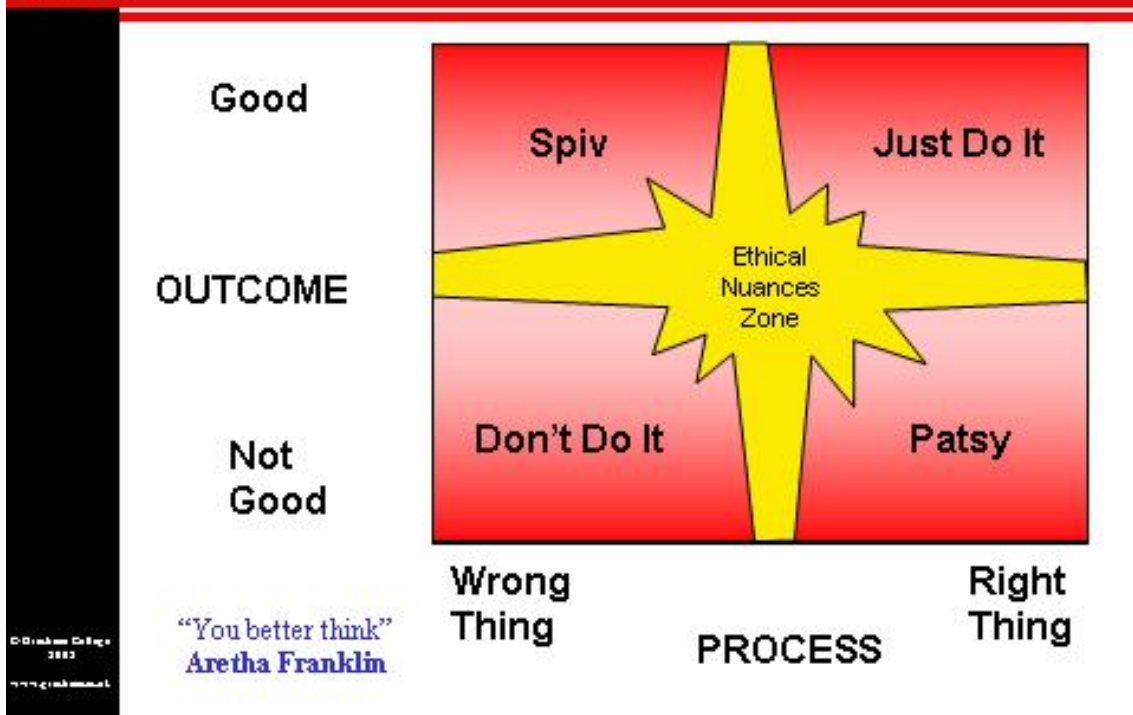 Good
Spiv
Just Do It
OUTCOME
Ethical
Nuances
Zone
Not
Good
Don't Do It
Patsy
Wrong
Thing
Right
Thing
PROCESS
“You better think”
Aretha Franklin